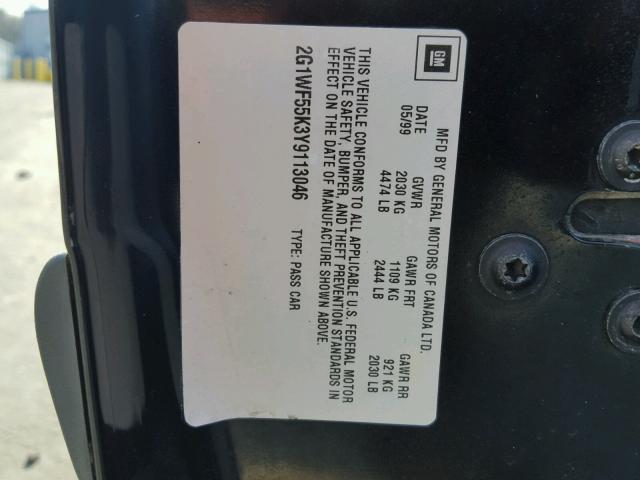 GM
MFD BY GENERAL MOTORS OF CANADA LTD.
DATE GVWR GAWR FRT GAWR RR
05/99 2030 KG 1109 KG 921 KG
4474 LB 2444 LB 2030 LB
THIS VEHICLE CONFORMS TO ALL APPLICABLE U.S. FEDERAL MOTOR
VEHICLE SAFETY, BUMPER, AND THEFT PREVENTION STANDARDS IN
EFFECT ON THE DATE OF MANUFACTURE SHOWN ABOVE.
2G1WF55K3Y9113046 TYPE: PASS CAR